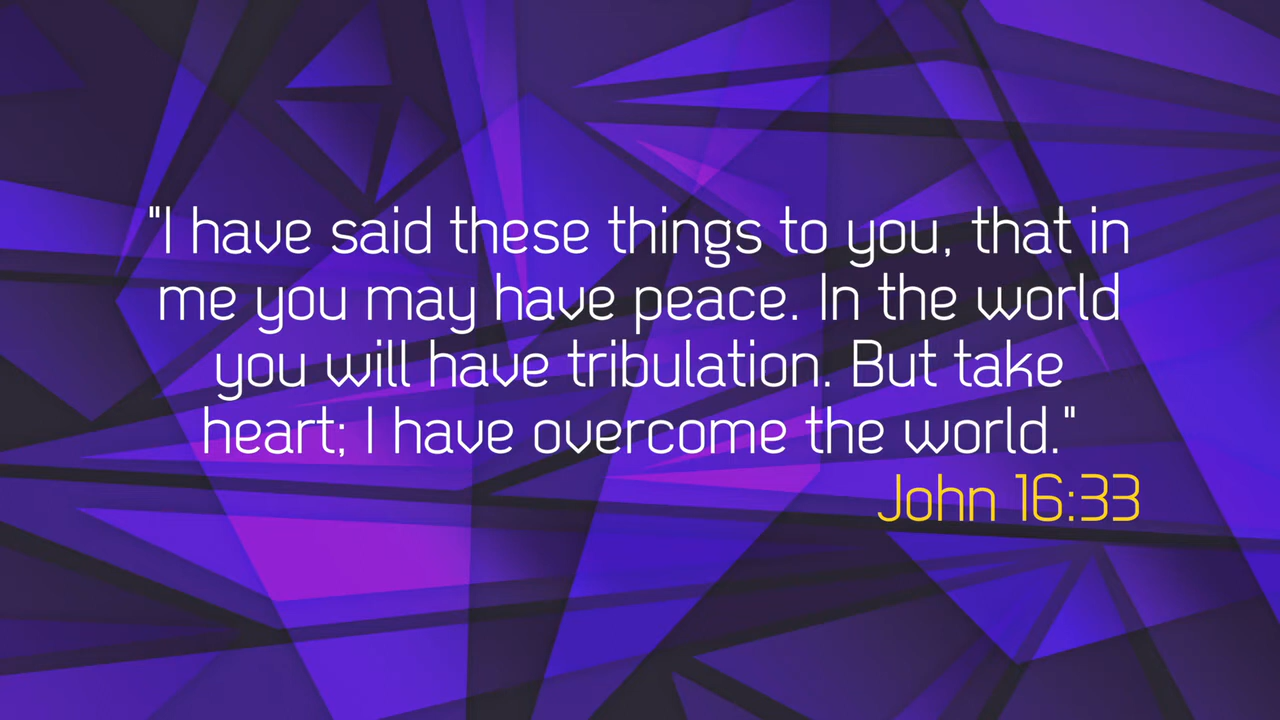 "I have said these things to you, that in
me you may have peace. In the world
you will have tribulation. But take
heart; I have overcome the world."
John 16:33